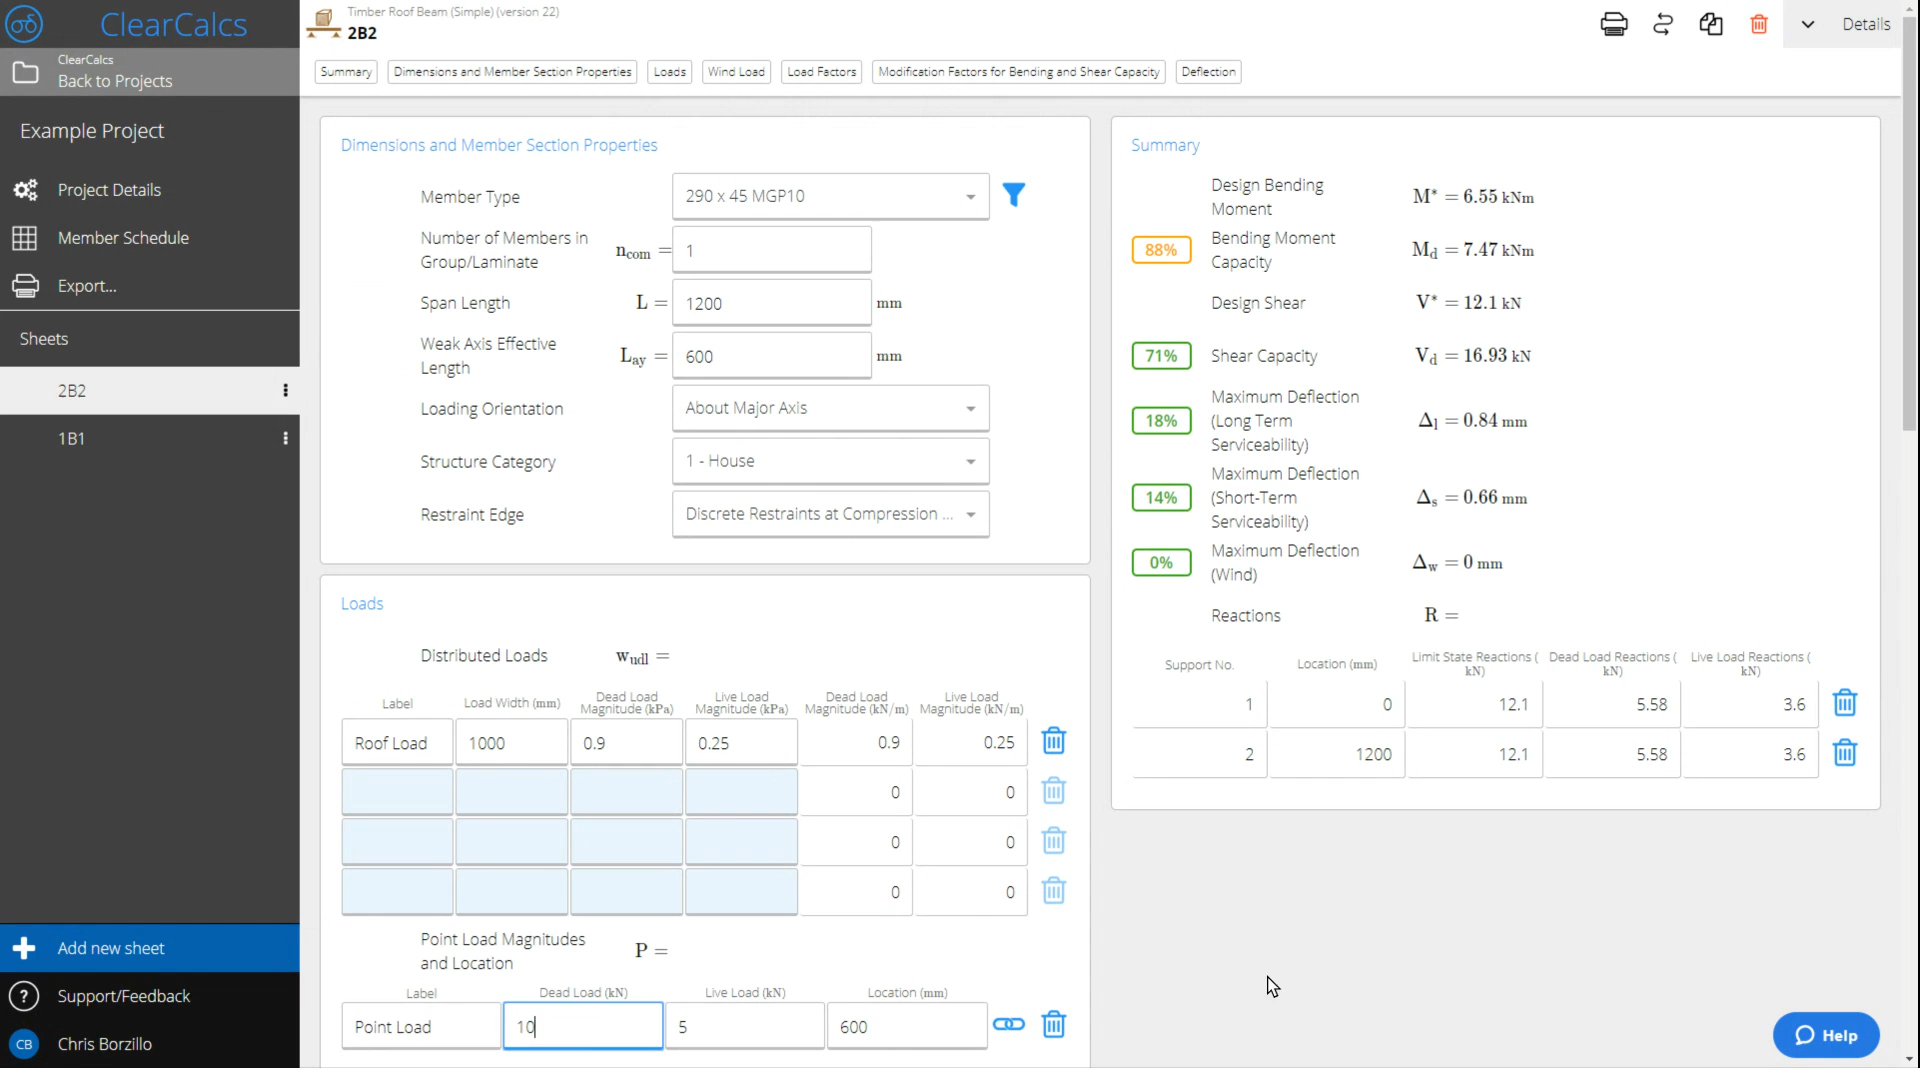 ClearCalcs
ClearCalcs
Back to Projects
Example Project
Project Details
Member Schedule
Export...
Sheets
2B2
1B1
Add new sheet
? Support/Feedback
CB Chris Borzillo
Timber Roof Beam (Simple) (version 22)
2B2
Details
Summary Dimensions and Member Section Properties Loads Wind Load Load Factors Modification Factors for Bending and Shear Capacity Deflection
Dimensions and Member Section Properties
Member Type 290 x 45 MGP10
Number of Members in
Group/Laminate n_com = 1
Span Length L = 1200 mm
Weak Axis Effective
Length L_ay = 600 mm
Loading Orientation About Major Axis
Structure Category 1 - House
Restraint Edge Discrete Restraints at Compression ...
Loads
Distributed Loads w_udl =
Label Load Width (mm) Dead Load Magnitude (kPa) Live Load Magnitude (kPa) Dead Load Magnitude (kN/m) Live Load Magnitude (kN/m)
Roof Load 1000 0.9 0.25 0.9 0.25
0 0
0 0
0 0
Point Load Magnitudes
and Location P =
Label Dead Load (kN) Live Load (kN) Location (mm)
Point Load 10 5 600
Summary
Design Bending
Moment M* = 6.55 kNm
88% Bending Moment
Capacity M_d = 7.47 kNm
Design Shear V* = 12.1 kN
71% Shear Capacity V_d = 16.93 kN
Maximum Deflection
18% (Long Term Δ_l = 0.84 mm
Serviceability)
Maximum Deflection
14% (Short-Term Δ_s = 0.66 mm
Serviceability)
0% Maximum Deflection
(Wind) Δ_w = 0 mm
Reactions R =
Support No. Location (mm) Limit State Reactions (kN) Dead Load Reactions (kN) Live Load Reactions (kN)
1 0 12.1 5.58 3.6
2 1200 12.1 5.58 3.6
Help